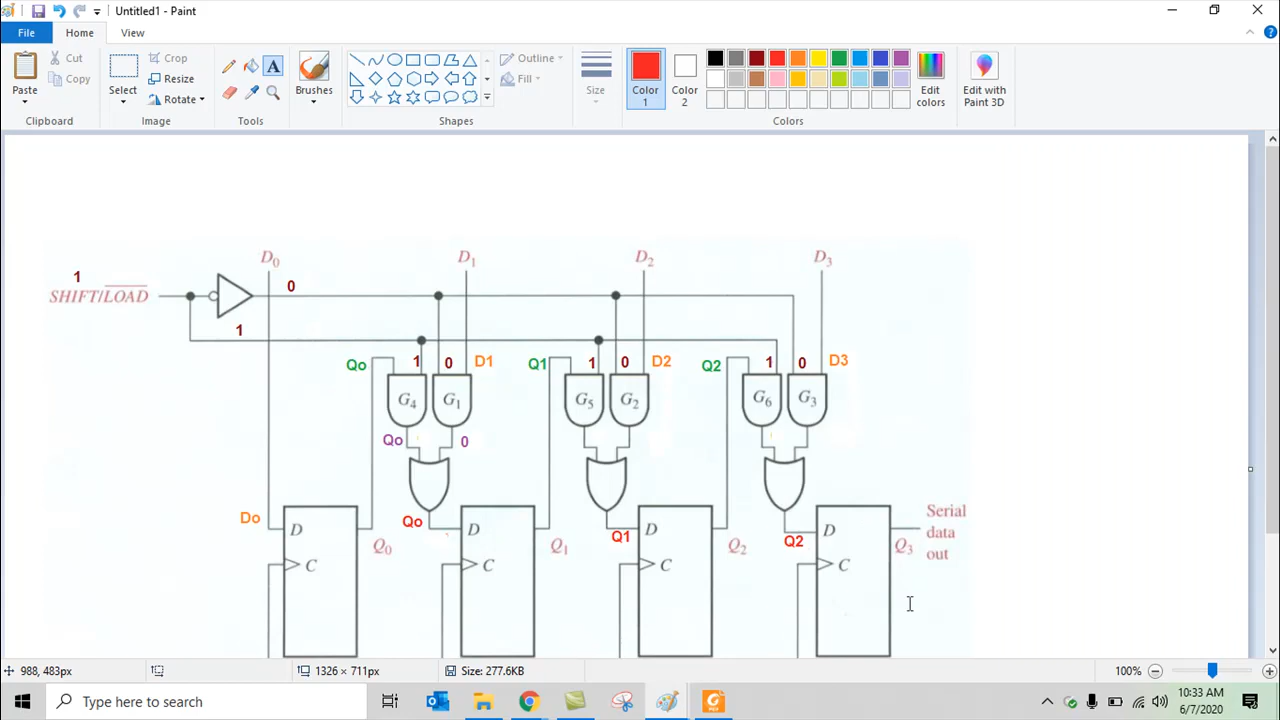 Untitled1 - Paint
File Home View
Paste Cut Copy
Select Crop Resize Rotate
A
Brushes
Outline Fill
Size
Color 1 Color 2
Edit colors
Edit with Paint 3D
Clipboard Image Tools Shapes Colors
D0 D1 D2 D3
1
SHIFT/LOAD
0
1
Qo 1 0 D1 Q1 1 0 D2 Q2 1 0 D3
G4 G1 G5 G2 G6 G3
Qo 0
Do Qo Q1 Q2
D D D D
Q0 Q1 Q2 Q3
Serial
data
out
C C C C
988, 483px 1326 × 711px Size: 277.6KB 100%
Type here to search
PDF
10:33 AM
6/7/2020